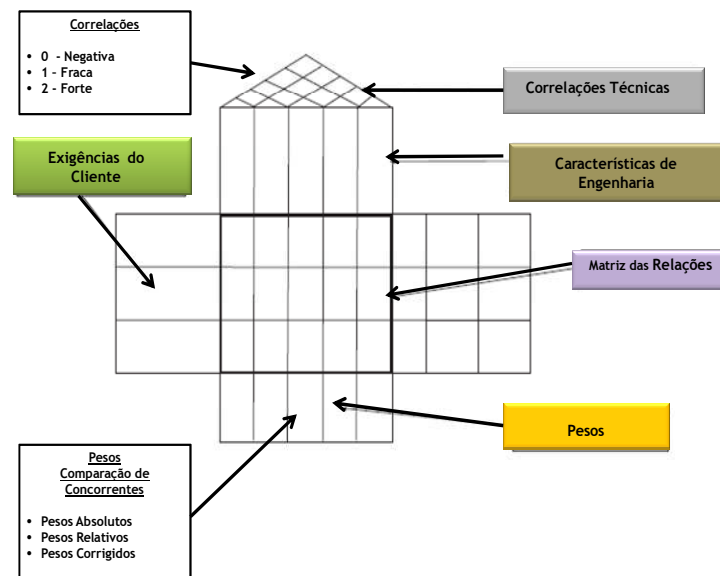 Correlações
• 0 - Negativa
• 1 – Fraca
• 2 - Forte
Correlações Técnicas
Exigências do
Cliente
Características de
Engenharia
Matriz das Relações
Pesos
Pesos
Comparação de
Concorrentes
• Pesos Absolutos
• Pesos Relativos
• Pesos Corrigidos